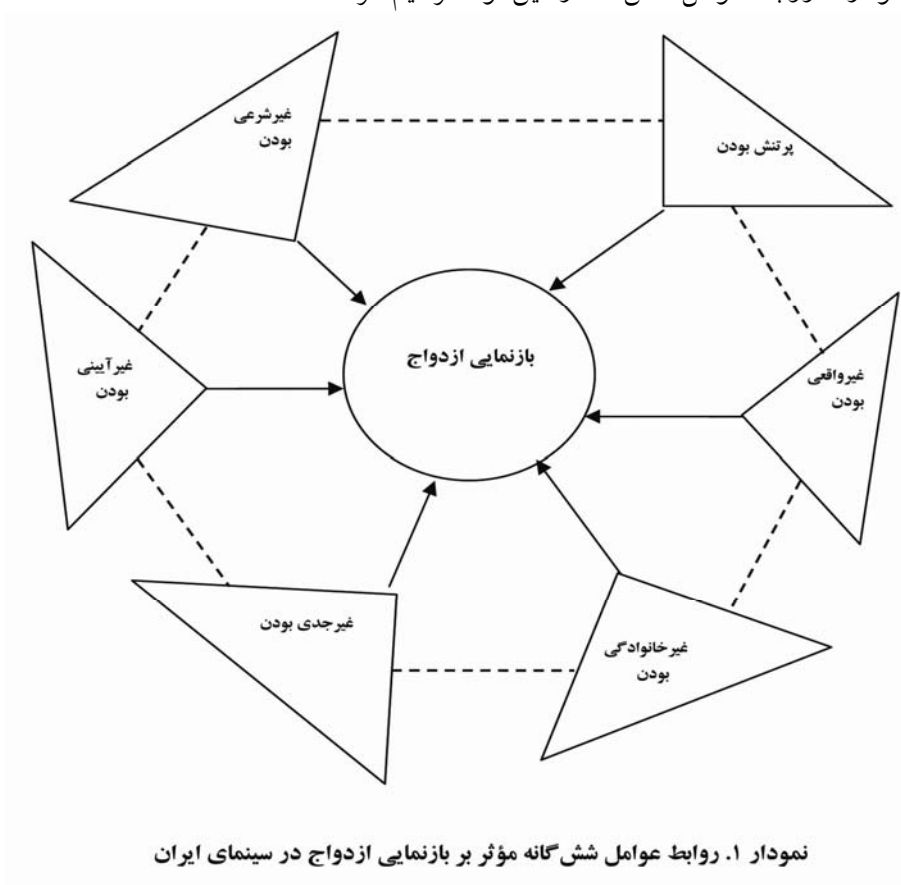 غیرشرعی
بودن
پرتنش بودن
بازنمایی ازدواج
غیرآیینی
بودن
غیرواقعی
بودن
غیرجدی بودن
غیرخانوادگی
بودن
نمودار ۱. روابط عوامل شش‌گانه مؤثر بر بازنمایی ازدواج در سینمای ایران